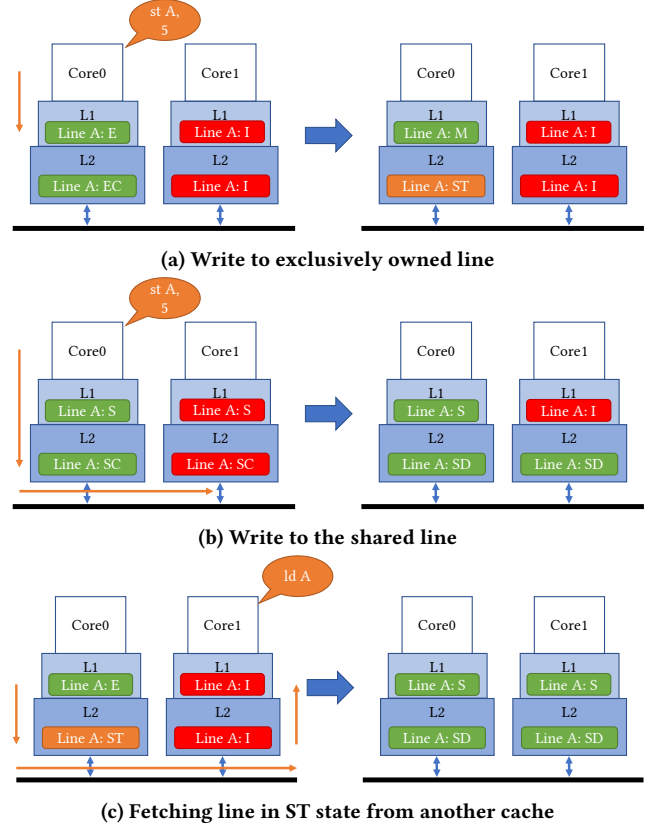 st A,
5
Core0 Core1 Core0 Core1
L1 L1 L1 L1
Line A: E Line A: I Line A: M Line A: I
L2 L2 L2 L2
Line A: EC Line A: I Line A: ST Line A: I
(a) Write to exclusively owned line
st A,
5
Core0 Core1 Core0 Core1
L1 L1 L1 L1
Line A: S Line A: S Line A: S Line A: I
L2 L2 L2 L2
Line A: SC Line A: SC Line A: SD Line A: SD
(b) Write to the shared line
ld A
Core0 Core1 Core0 Core1
L1 L1 L1 L1
Line A: E Line A: I Line A: S Line A: S
L2 L2 L2 L2
Line A: ST Line A: I Line A: SD Line A: SD
(c) Fetching line in ST state from another cache